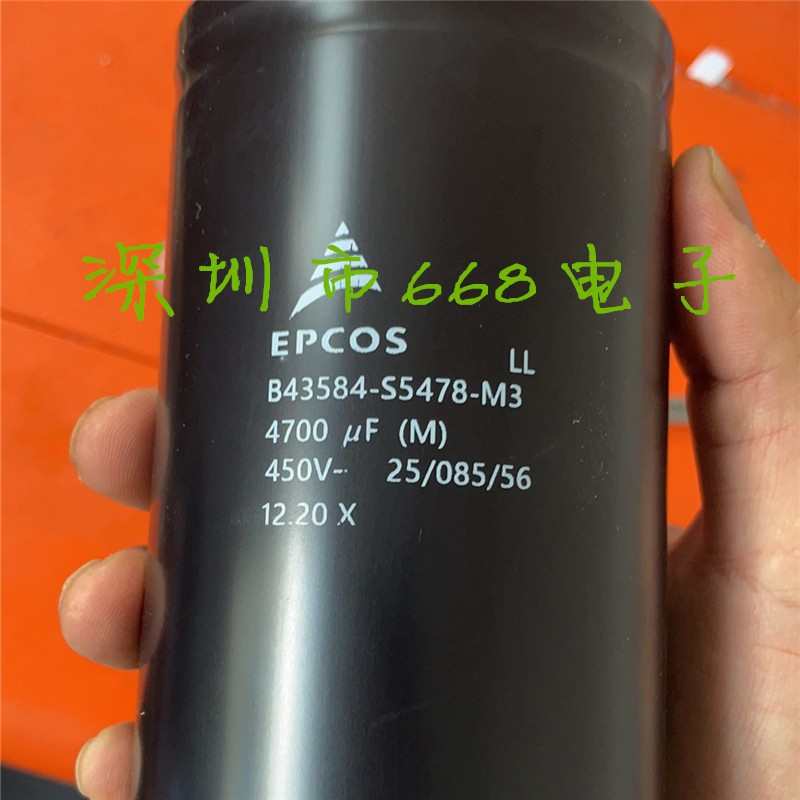 深圳市668电子
EPCOS
LL
B43584-S5478-M3
4700 µF (M)
450V- 25/085/56
12.20 X